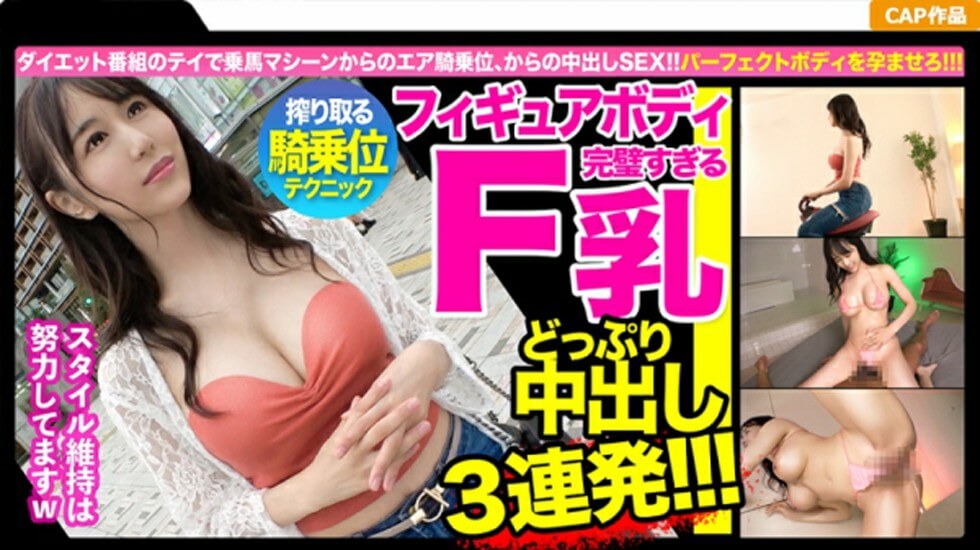 CAP作品
ダイエット番組のテイで乗馬マシーンからのエア騎乗位、からの中出しSEX!!パーフェクトボディを孕ませろ!!!
搾り取る
騎乗位
テクニック
フィギュアボディ
完璧すぎる
F乳
どっぷり
中出し
3連発!!!
スタイル維持は
努力してますw